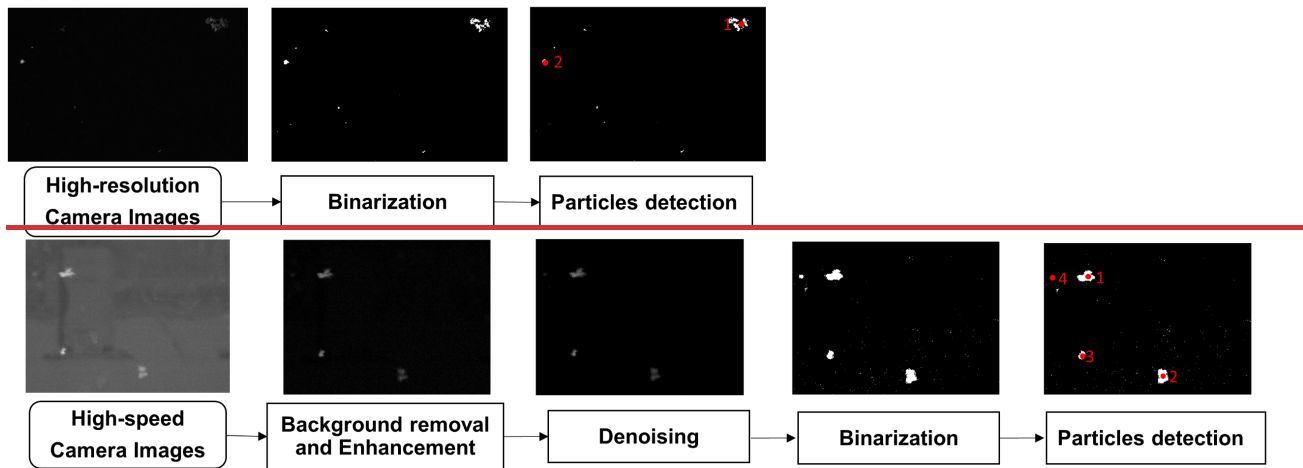 1
2
High-resolution
Camera Images
Binarization
Particles detection
4
1
3
2
High-speed
Camera Images
Background removal
and Enhancement
Denoising
Binarization
Particles detection